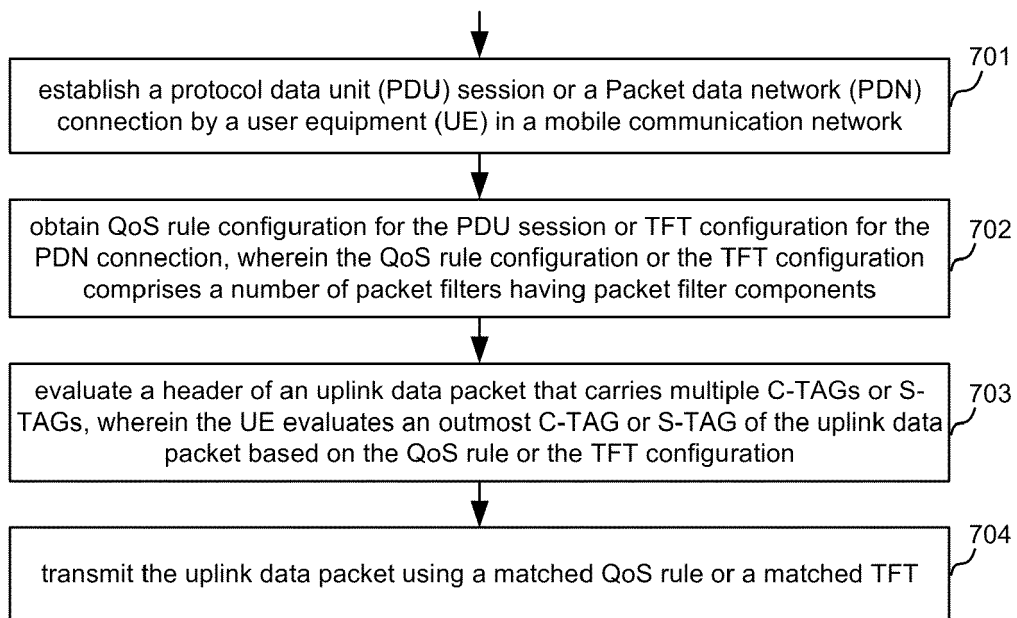 701
establish a protocol data unit (PDU) session or a Packet data network (PDN)
connection by a user equipment (UE) in a mobile communication network
702
obtain QoS rule configuration for the PDU session or TFT configuration for the
PDN connection, wherein the QoS rule configuration or the TFT configuration
comprises a number of packet filters having packet filter components
703
evaluate a header of an uplink data packet that carries multiple C-TAGs or S-
TAGs, wherein the UE evaluates an outmost C-TAG or S-TAG of the uplink data
packet based on the QoS rule or the TFT configuration
704
transmit the uplink data packet using a matched QoS rule or a matched TFT